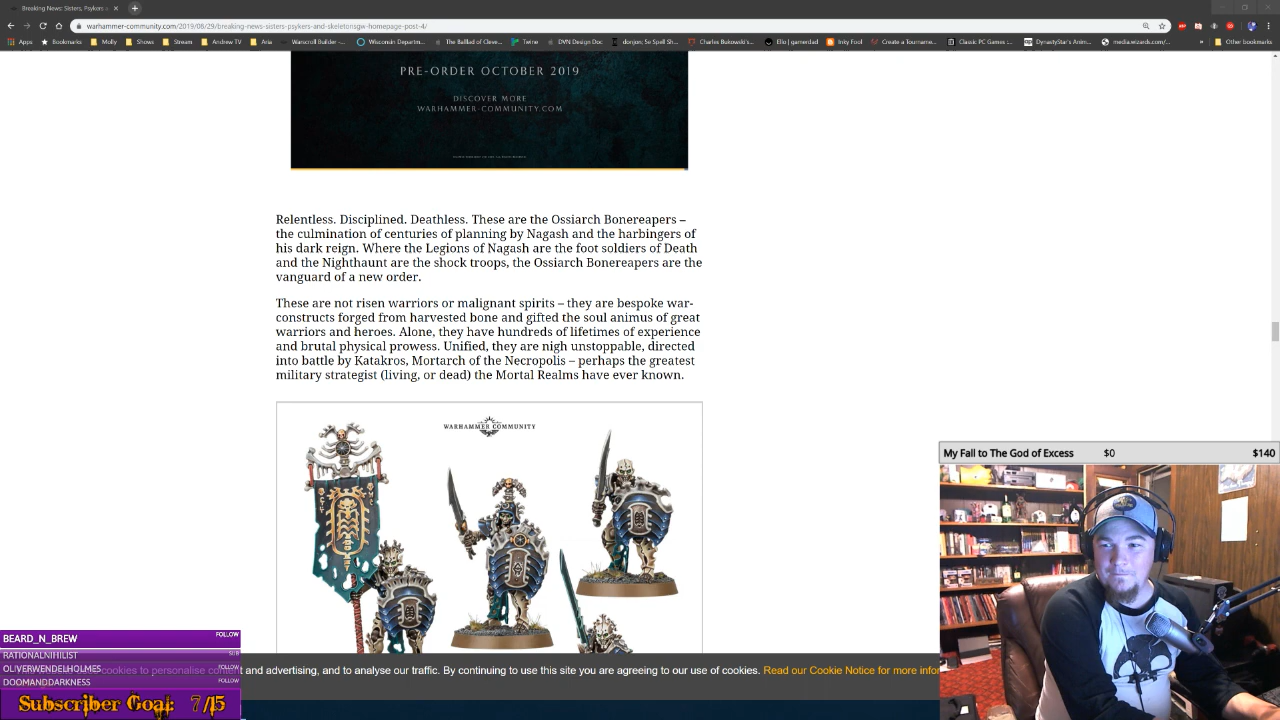 Breaking News: Sisters, Psykers a
warhammer-community.com/2019/08/29/breaking-news-sisters-psykers-and-skeletonsgw-homepage-post-4/
Apps
Bookmarks
Molly
Shows
Stream
Andrew TV
Aria
Warscroll Builder -...
Wisconsin Departm...
The Ballad of Cleve...
Twine
DVN Design Doc
donjon; 5e Spell Sh...
Charles Bukowski's...
Ello | gamerdad
Inky Fool
Create a Tourname...
Classic PC Games :...
DynastyStar's Anim...
media.wizards.com/...
»
Other bookmarks
PRE-ORDER OCTOBER 2019
DISCOVER MORE
WARHAMMER-COMMUNITY.COM
Relentless. Disciplined. Deathless. These are the Ossiarch Bonereapers –
the culmination of centuries of planning by Nagash and the harbingers of
his dark reign. Where the Legions of Nagash are the foot soldiers of Death
and the Nighthaunt are the shock troops, the Ossiarch Bonereapers are the
vanguard of a new order.
These are not risen warriors or malignant spirits – they are bespoke war-
constructs forged from harvested bone and gifted the soul animus of great
warriors and heroes. Alone, they have hundreds of lifetimes of experience
and brutal physical prowess. Unified, they are nigh unstoppable, directed
into battle by Katakros, Mortarch of the Necropolis – perhaps the greatest
military strategist (living, or dead) the Mortal Realms have ever known.
WARHAMMER COMMUNITY
My Fall to The God of Excess $0 $140
BEARD_N_BREW FOLLOW
RATIONALNIHILIST SUB
OLIVERWENDELHOLMES FOLLOW
DOOMANDDARKNESS FOLLOW
Subscriber Goal: 7/15
cookies to personalise content and advertising, and to analyse our traffic. By continuing to use this site you are agreeing to our use of cookies. Read our Cookie Notice for more infor